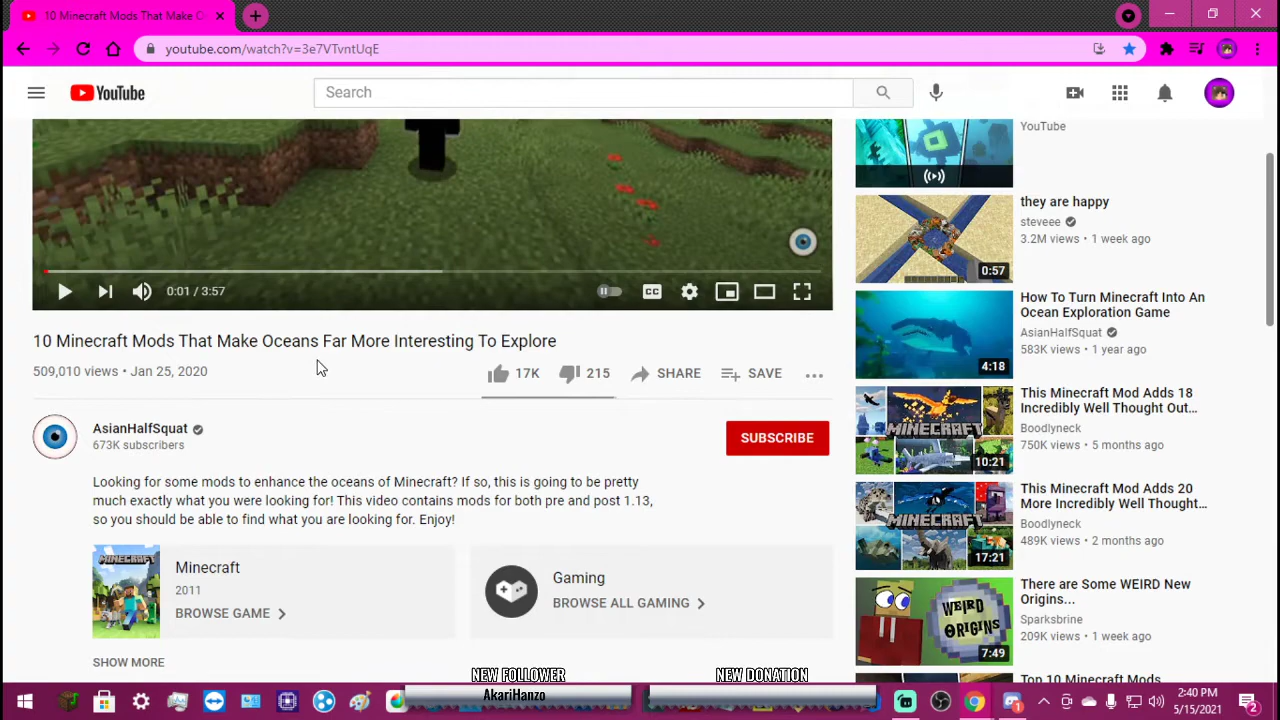 10 Minecraft Mods That Make O
youtube.com/watch?v=3e7VTvntUqE
YouTube
Search
0:01 / 3:57
CC
10 Minecraft Mods That Make Oceans Far More Interesting To Explore
509,010 views • Jan 25, 2020
17K
215
SHARE
SAVE
AsianHalfSquat
673K subscribers
SUBSCRIBE
Looking for some mods to enhance the oceans of Minecraft? If so, this is going to be pretty
much exactly what you were looking for! This video contains mods for both pre and post 1.13,
so you should be able to find what you are looking for. Enjoy!
MINECRAFT
Minecraft
2011
BROWSE GAME
Gaming
BROWSE ALL GAMING
SHOW MORE
YouTube
they are happy
steveee
3.2M views • 1 week ago
0:57
How To Turn Minecraft Into An
Ocean Exploration Game
AsianHalfSquat
583K views • 1 year ago
4:18
This Minecraft Mod Adds 18
Incredibly Well Thought Out...
Boodlyneck
750K views • 5 months ago
MINECRAFT
10:21
This Minecraft Mod Adds 20
More Incredibly Well Thought...
Boodlyneck
489K views • 2 months ago
MINECRAFT
17:21
There are Some WEIRD New
Origins...
Sparksbrine
209K views • 1 week ago
WEIRD
ORIGINS
7:49
Top 10 Minecraft Mods
NEW FOLLOWER
AkariHanzo
NEW DONATION
2:40 PM
5/15/2021
2